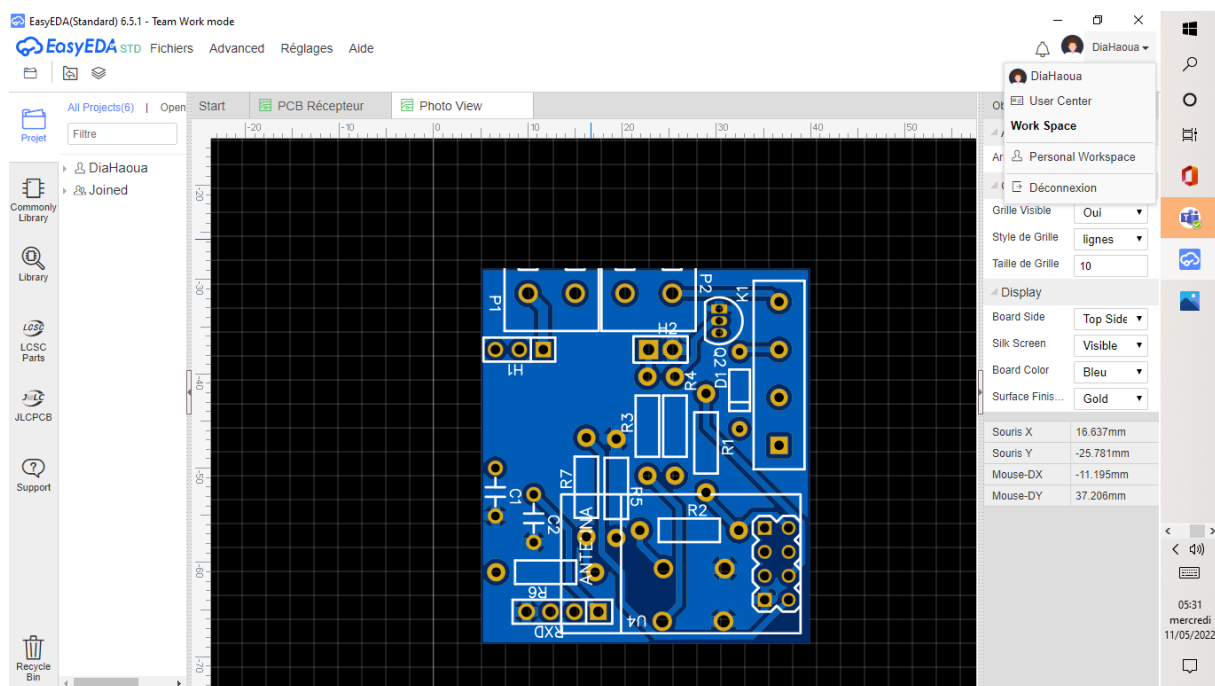 EasyEDA(Standard) 6.5.1 - Team Work mode
EasyEDA STD Fichiers Advanced Réglages Aide
DiaHaoua
DiaHaoua
User Center
Work Space
Personal Workspace
Déconnexion
Projet
Commonly
Library
Library
LCSC
LCSC
Parts
JLCPCB
Support
Recycle
Bin
All Projects(6) | Open
Filtre
DiaHaoua
Joined
Start PCB Récepteur Photo View
-20 -10 0 10 20 30 40 50
-20
-30
-40
-50
-60
-70
P1
P2
K1
H1
H2
Q2
D1
R4
R3
R1
R7
R5
C1
C2
R2
ANTENNA
R6
RXD
U4
Grille Visible Oui
Style de Grille lignes
Taille de Grille 10
Display
Board Side Top Side
Silk Screen Visible
Board Color Bleu
Surface Finis... Gold
Souris X 16.637mm
Souris Y -25.781mm
Mouse-DX -11.195mm
Mouse-DY 37.206mm
05:31
mercredi
11/05/2022